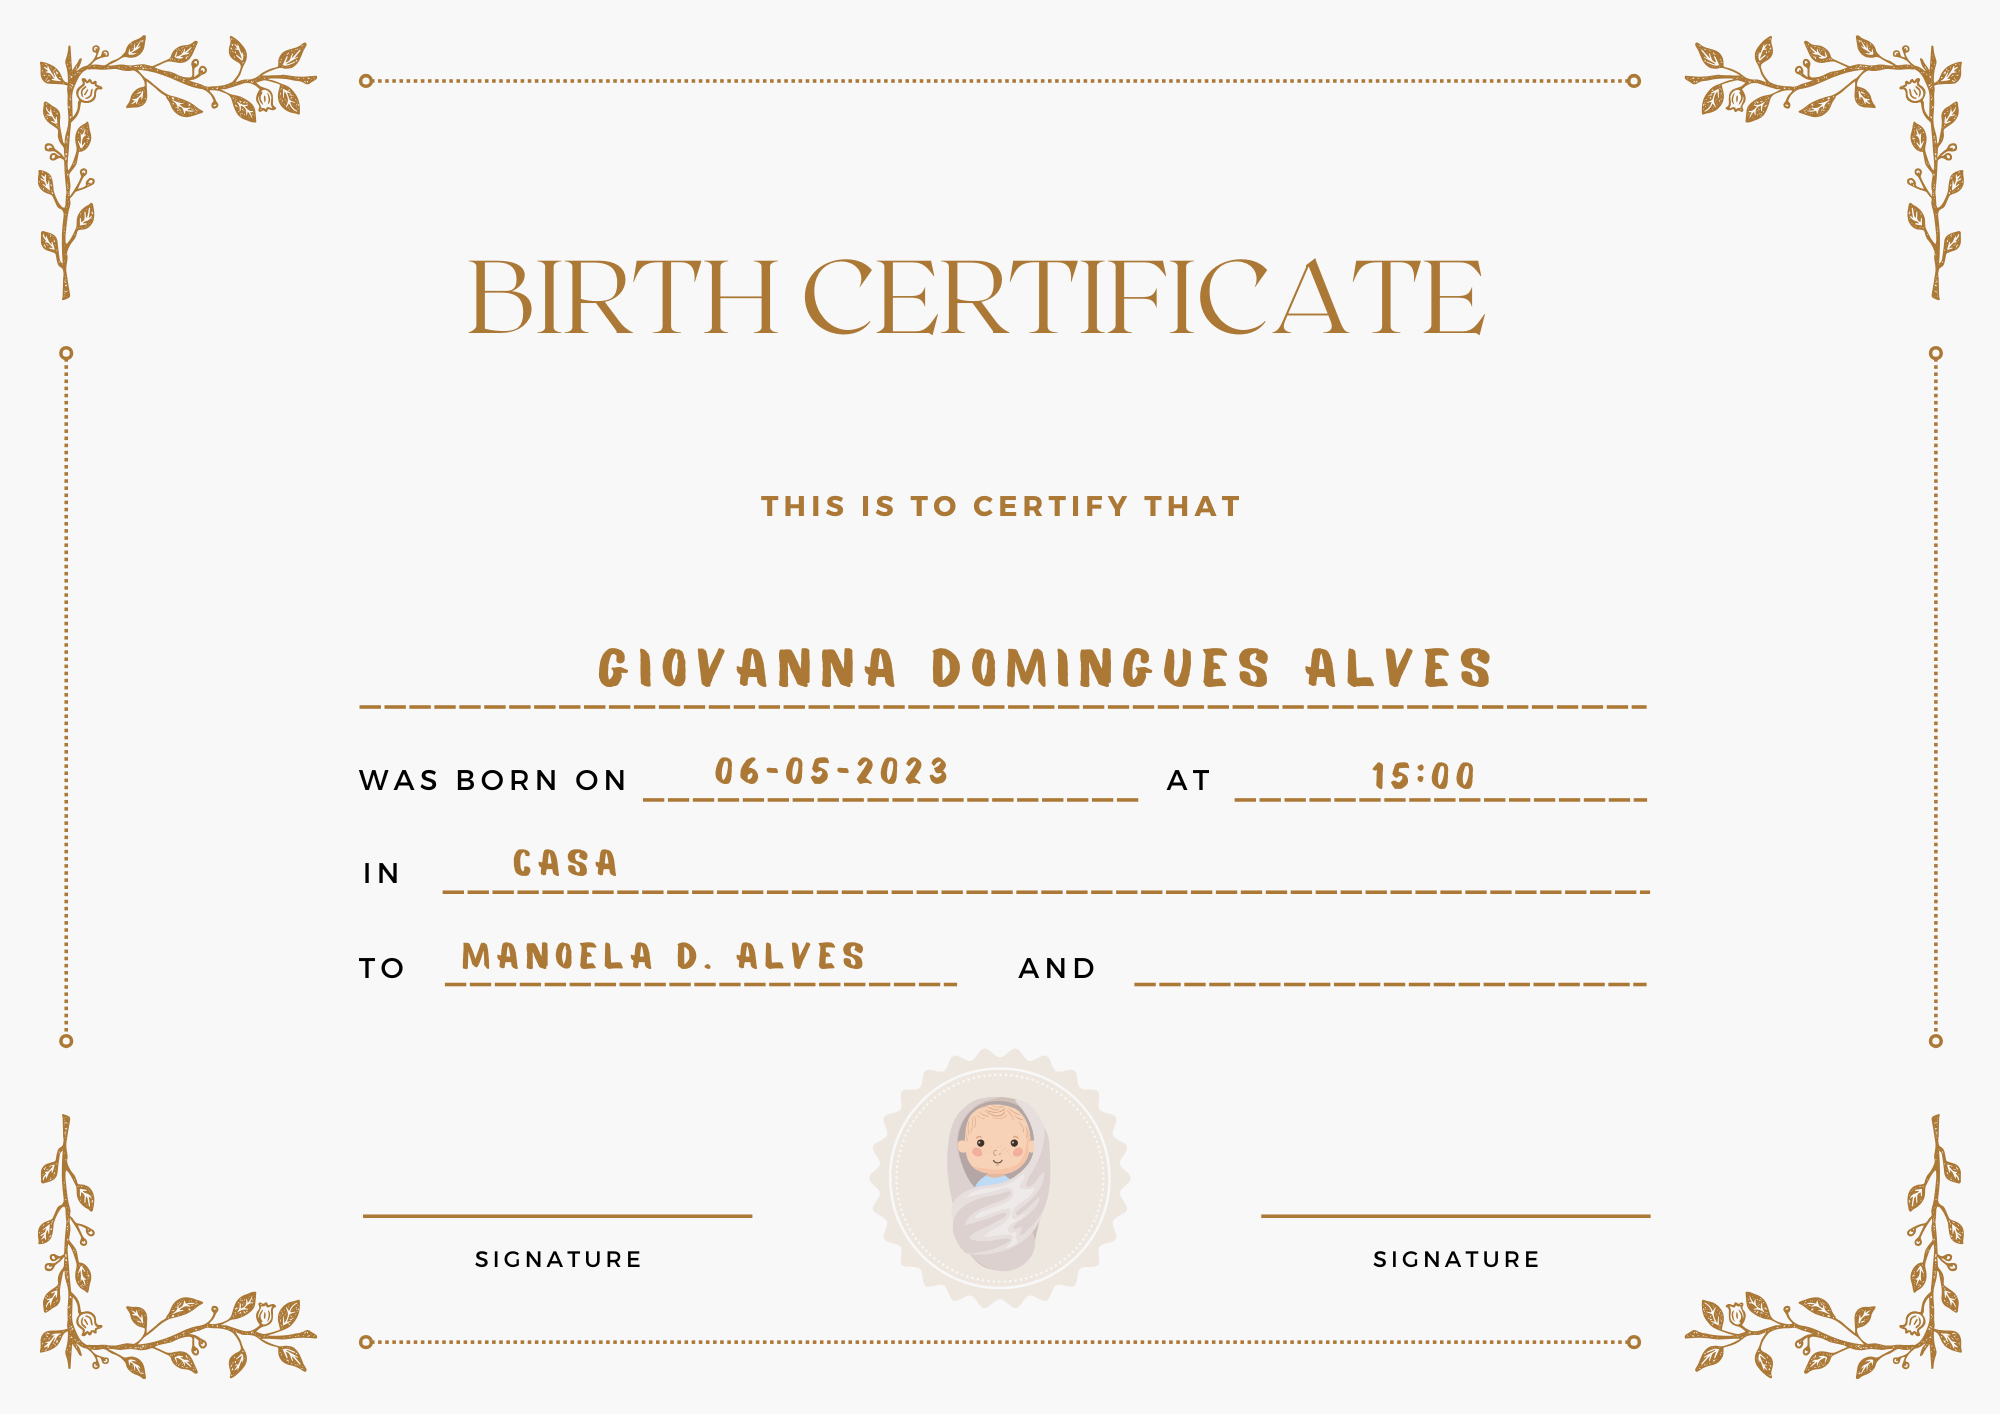 BIRTH CERTIFICATE
THIS IS TO CERTIFY THAT
GIOVANNA DOMINGUES ALVES
WAS BORN ON 06-05-2023 AT 15:00
IN CASA
TO MANOELA D. ALVES AND
SIGNATURE SIGNATURE